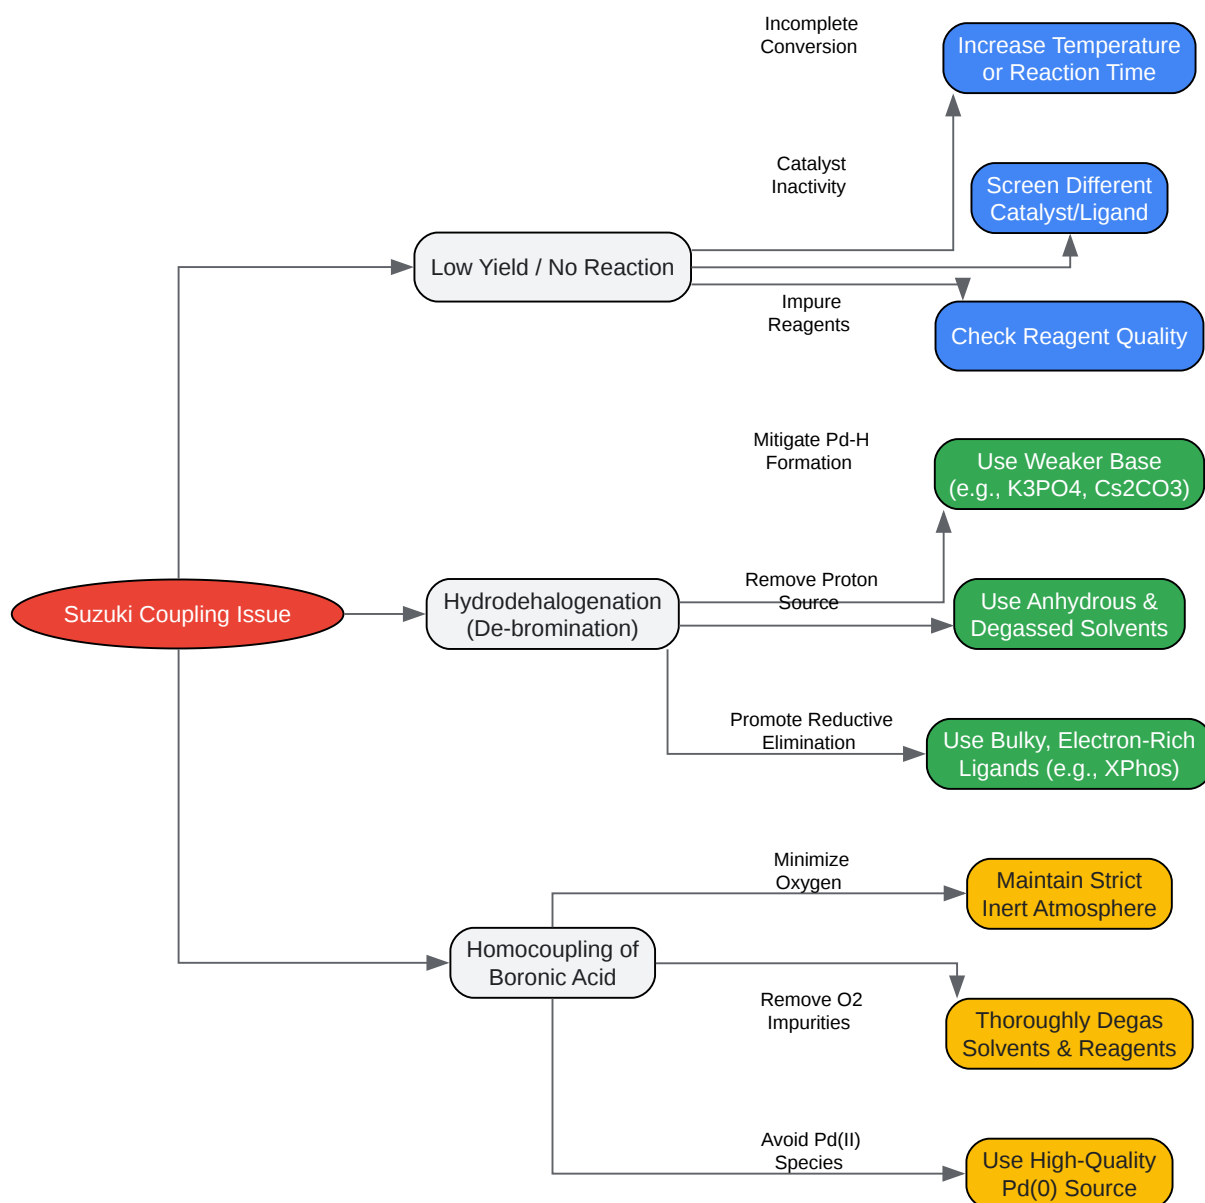 Incomplete
Conversion
Increase Temperature
or Reaction Time
Catalyst
Inactivity
Screen Different
Catalyst/Ligand
Low Yield / No Reaction
Impure
Reagents
Check Reagent Quality
Mitigate Pd-H
Formation
Use Weaker Base
(e.g., K3PO4, Cs2CO3)
Suzuki Coupling Issue
Hydrodehalogenation
(De-bromination)
Remove Proton
Source
Use Anhydrous &
Degassed Solvents
Promote Reductive
Elimination
Use Bulky, Electron-Rich
Ligands (e.g., XPhos)
Minimize
Oxygen
Maintain Strict
Inert Atmosphere
Homocoupling of
Boronic Acid
Remove O2
Impurities
Thoroughly Degas
Solvents & Reagents
Avoid Pd(II)
Species
Use High-Quality
Pd(0) Source